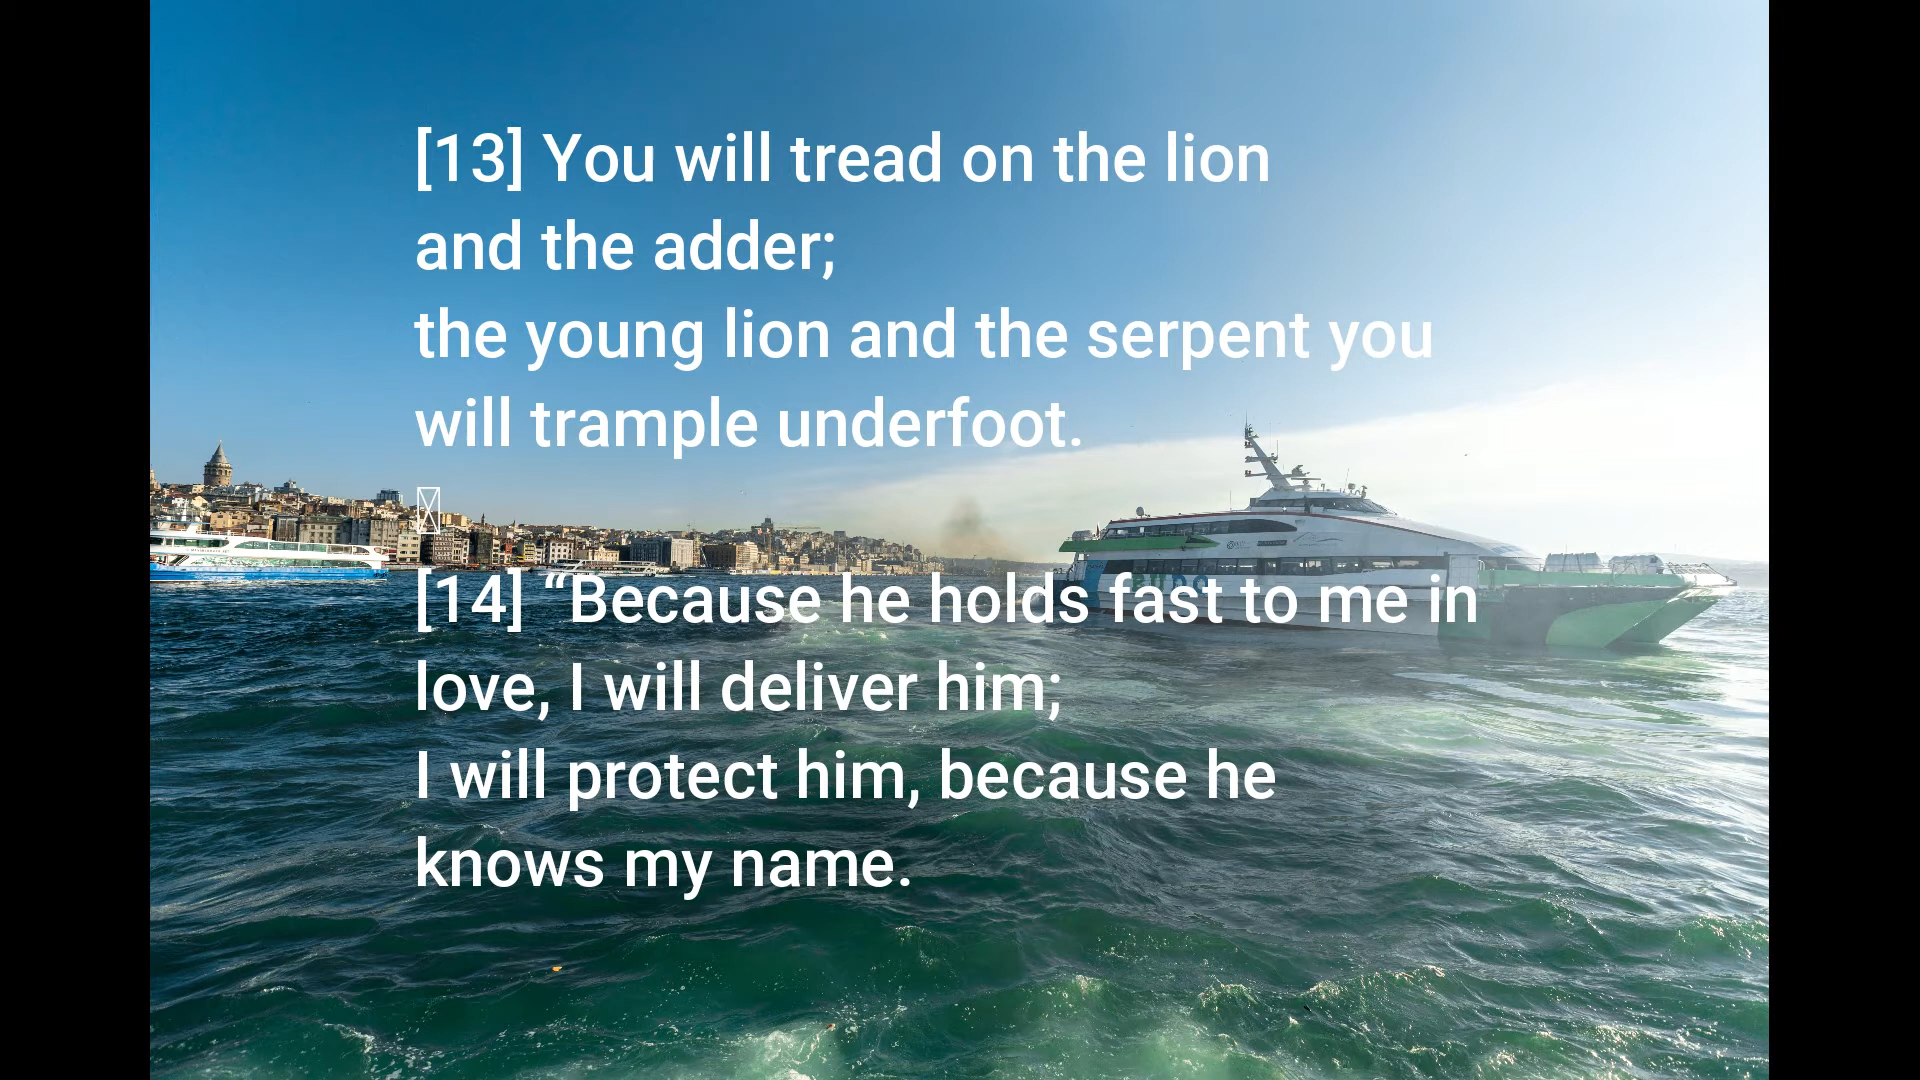 [13] You will tread on the lion
and the adder;
the young lion and the serpent you
will trample underfoot.
[14] “Because he holds fast to me in
love, I will deliver him;
I will protect him, because he
knows my name.